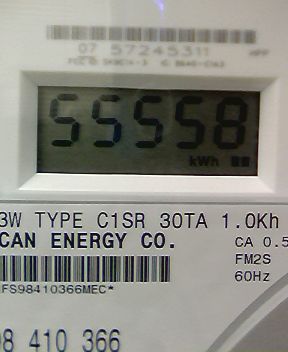 07 57245311
55558
kWh
3W TYPE C1SR 30TA 1.0Kh
CAN ENERGY CO.
CA 0.5
FM2S
60Hz
FS98410366MEC*
98 410 366